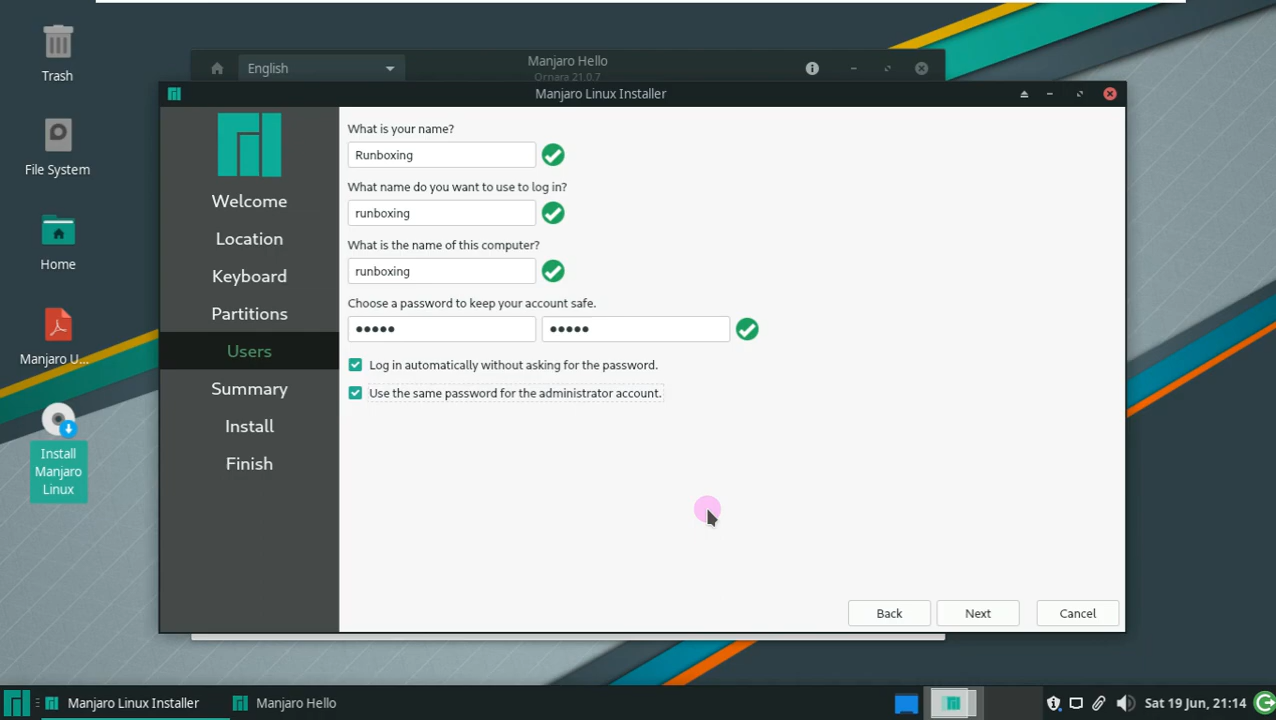 Trash
File System
Home
Manjaro U...
Install
Manjaro
Linux
English
Manjaro Hello
Ornara 21.0.7
Manjaro Linux Installer
Welcome
Location
Keyboard
Partitions
Users
Summary
Install
Finish
What is your name?
Runboxing
What name do you want to use to log in?
runboxing
What is the name of this computer?
runboxing
Choose a password to keep your account safe.
●●●●● ●●●●●
Log in automatically without asking for the password.
Use the same password for the administrator account.
Back Next Cancel
Manjaro Linux Installer Manjaro Hello Sat 19 Jun, 21:14